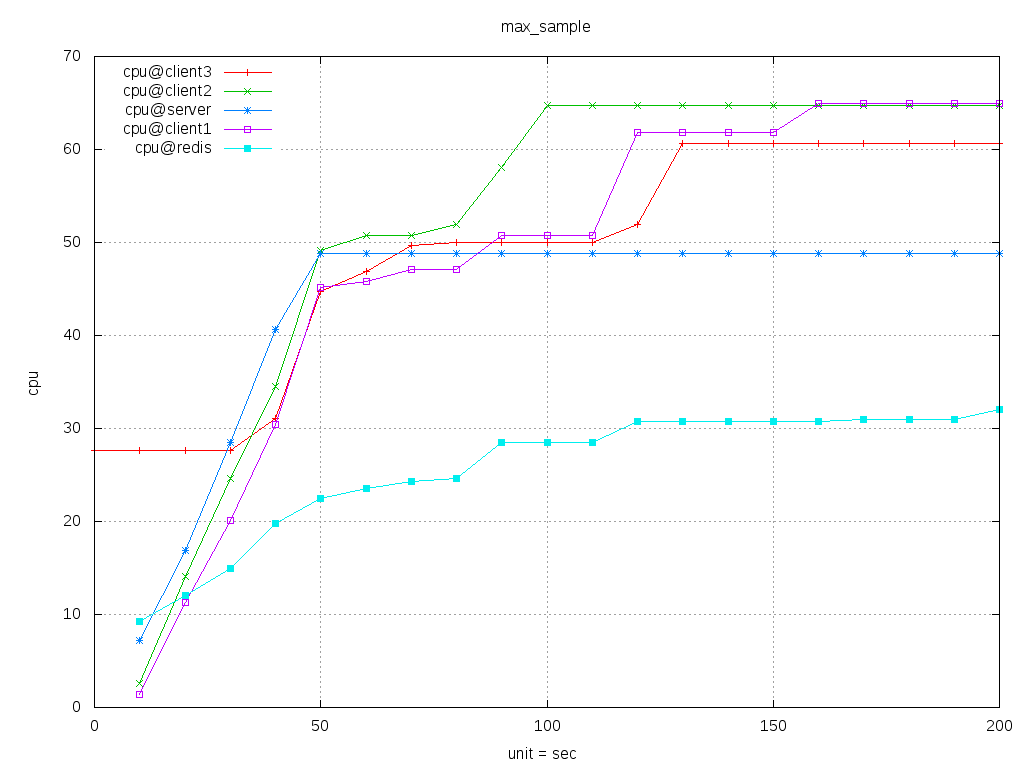 max_sample
70
60
50
40
30
20
10
0
cpu
cpu@client3
cpu@client2
cpu@server
cpu@client1
cpu@redis
0 50 100 150 200
unit = sec